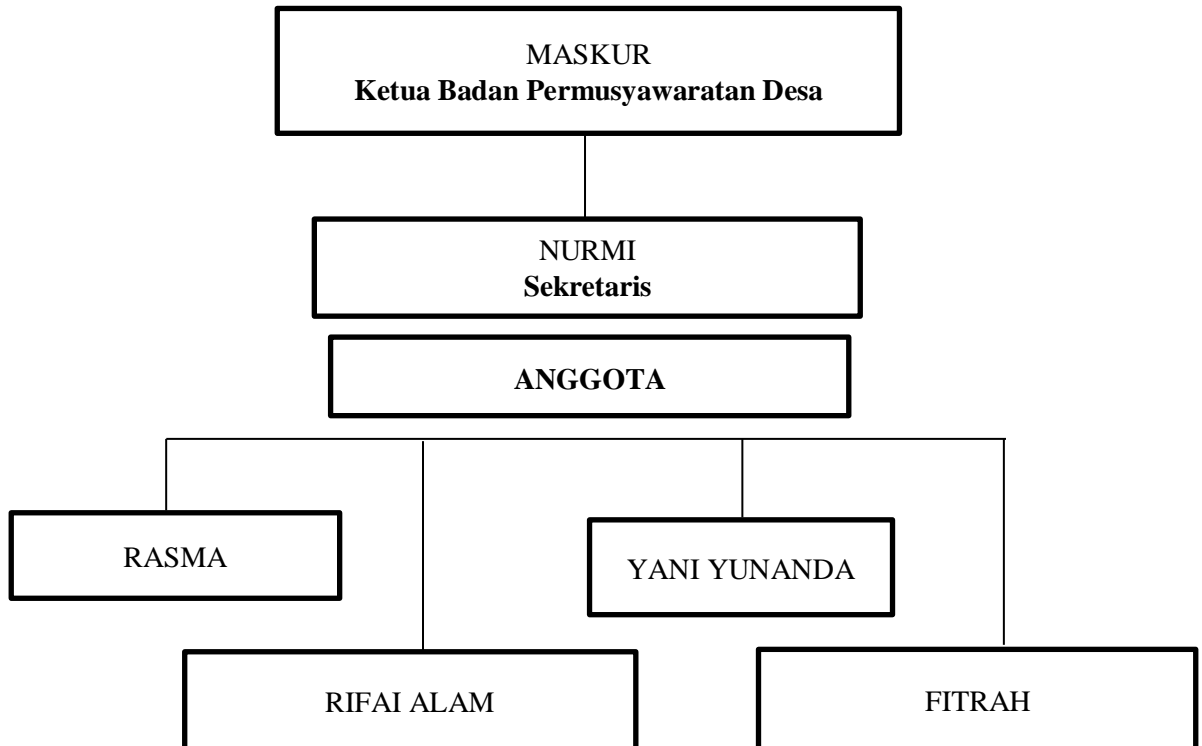 MASKUR
Ketua Badan Permusyawaratan Desa
NURMI
Sekretaris
ANGGOTA
RASMA
YANI YUNANDA
RIFAI ALAM
FITRAH